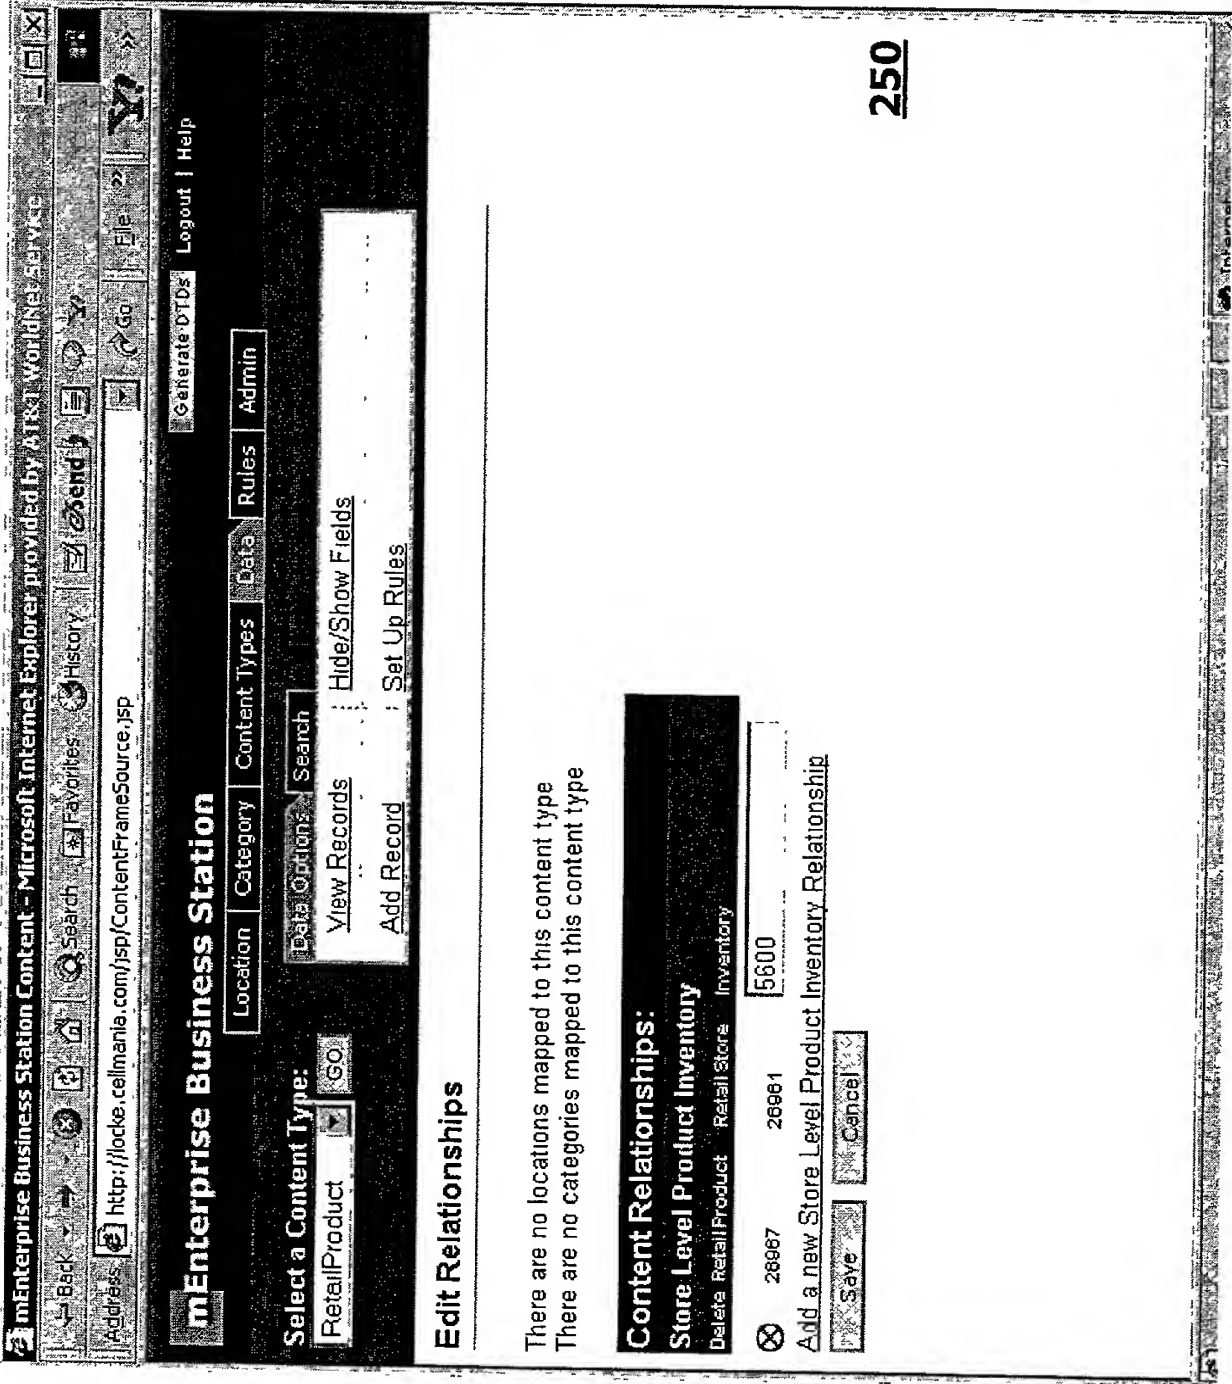 mEnterprise Business Station Content - Microsoft Internet Explorer provided by AT&T WorldNet Service
Back Search Favorites History Send
Address http://locke.cellmania.com/jsp/ContentFrameSource.jsp Go File »
mEnterprise Business Station
Generate DTDs Logout | Help
Location Category Content Types Data Rules Admin
Select a Content Type:
RetailProduct GO
Data Options Search
View Records Hide/Show Fields
Add Record Set Up Rules
Edit Relationships
There are no locations mapped to this content type
There are no categories mapped to this content type
Content Relationships:
Store Level Product Inventory
Delete RetailProduct Retail Store Inventory
26981 5600
Add a new Store Level Product Inventory Relationship
Save Cancel
250